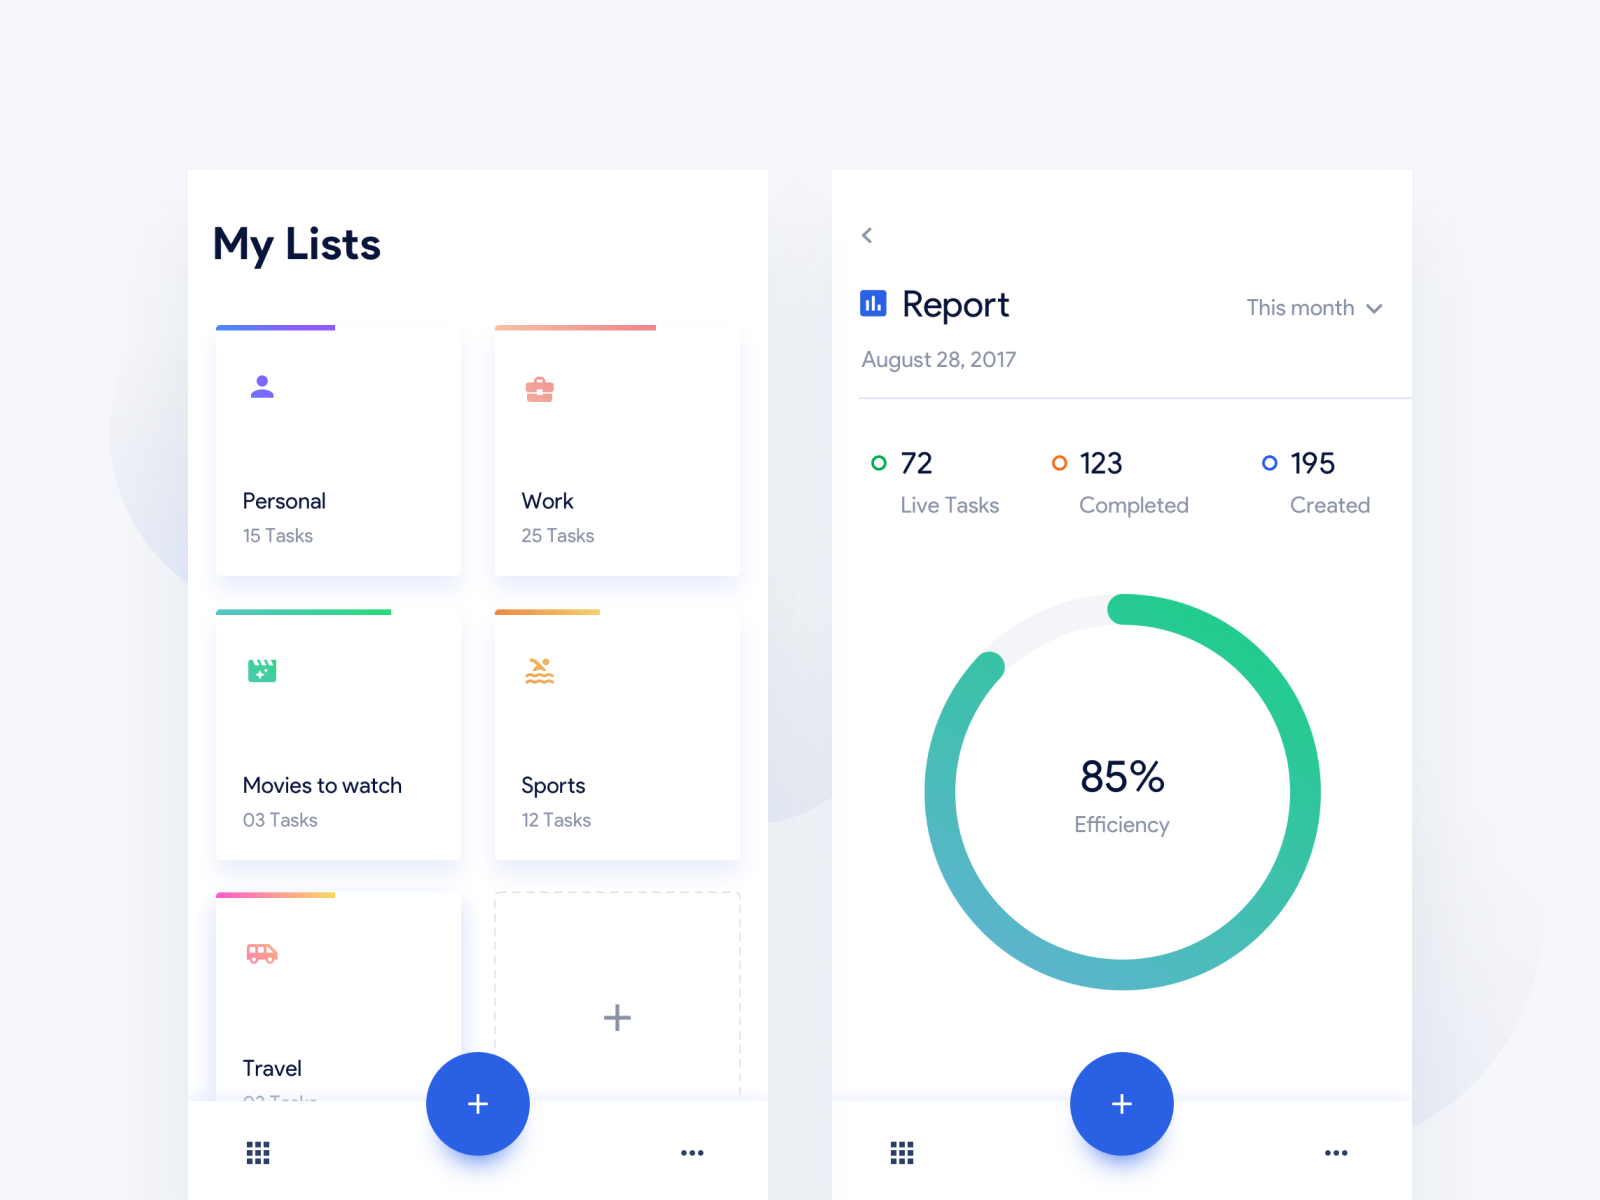 My Lists
Personal
15 Tasks
Work
25 Tasks
Movies to watch
03 Tasks
Sports
12 Tasks
Travel
Tasks
Report
This month
August 28, 2017
72
Live Tasks
123
Completed
195
Created
85%
Efficiency